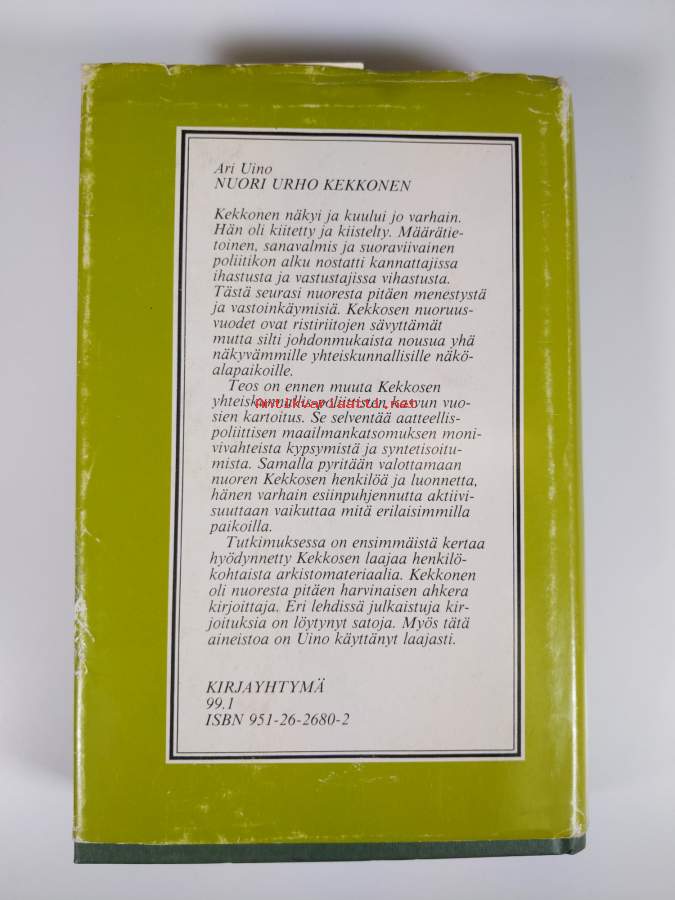 Ari Uino
NUORI URHO KEKKONEN
Kekkonen näkyi ja kuului jo varhain.
Hän oli kiitetty ja kiistelty. Määrätie-
toinen, sanavalmis ja suoraviivainen
poliitikon alku nostatti kannattajissa
ihastusta ja vastustajissa vihastusta.
Tästä seurasi nuoresta pitäen menestystä
ja vastoinkäymisiä. Kekkosen nuoruus-
vuodet ovat ristiriitojen sävyttämät
mutta silti johdonmukaista nousua yhä
näkyvämmille yhteiskunnallisille näkö-
alapaikoille.
Teos on ennen muuta Kekkosen
yhteiskunnallis-poliittisten kasvun vuo-
Antikvariaatti.net
sien kartoitus. Se selventää aatteellis-
poliittisen maailmankatsomuksen moni-
vivahteista kypsymistä ja syntetisoitu-
mista. Samalla pyritään valottamaan
nuoren Kekkosen henkilöä ja luonnetta,
hänen varhain esiinpuhjennutta aktiivi-
suuttaan vaikuttaa mitä erilaisimmilla
paikoilla.
Tutkimuksessa on ensimmäistä kertaa
hyödynnetty Kekkosen laajaa henkilö-
kohtaista arkistomateriaalia. Kekkonen
oli nuoresta pitäen harvinaisen ahkera
kirjoittaja. Eri lehdissä julkaistuja kir-
joituksia on löytynyt satoja. Myös tätä
aineistoa on Uino käyttänyt laajasti.
KIRJAYHTYMÄ
99.1
ISBN 951-26-2680-2